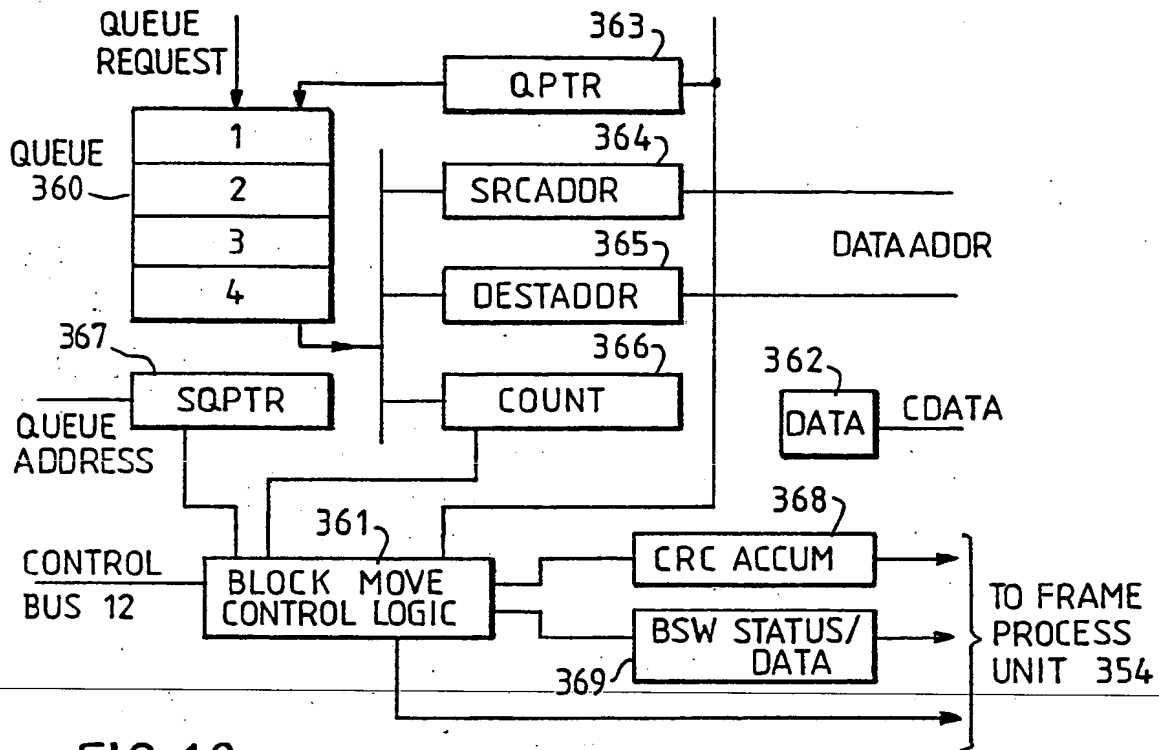 QUEUE
REQUEST
363
QPTR
1
364
QUEUE
360
2
SRCADDR
3
365
DATAADDR
4
DESTADDR
367
366
362
SQPTR
COUNT
DATA
CDATA
QUEUE
ADDRESS
361
368
CONTROL
BUS 12
BLOCK MOVE
CONTROL LOGIC
CRC ACCUM
BSW STATUS/
DATA
369
TO FRAME
PROCESS
UNIT 354